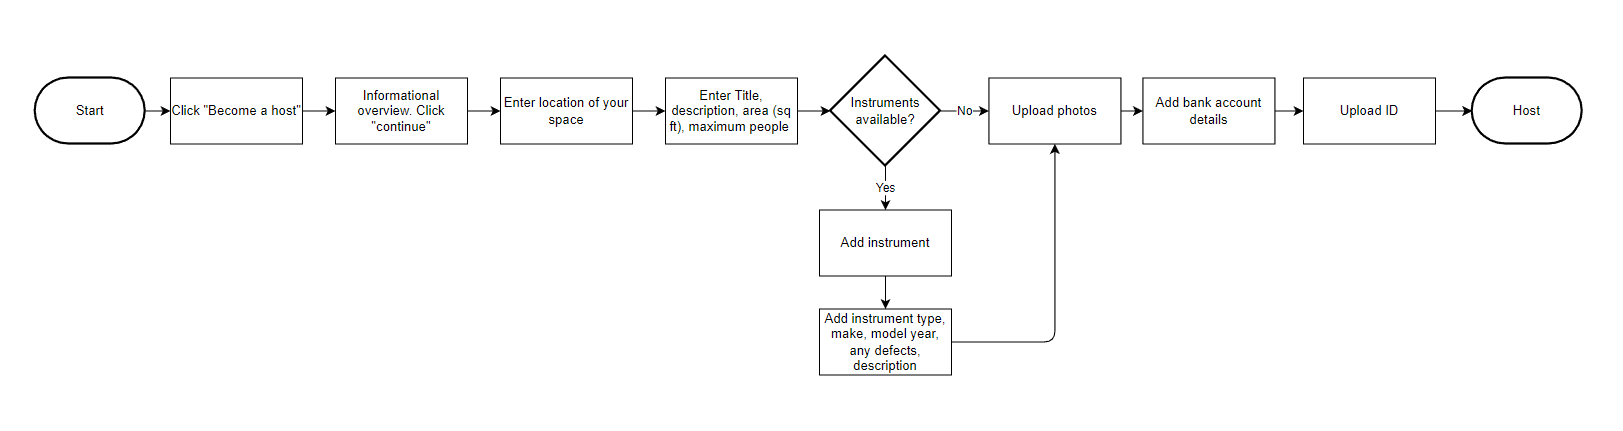 Start
Click "Become a host"
Informational
overview. Click
"continue"
Enter location of your
space
Enter Title,
description, area (sq
ft), maximum people
Instruments
available?
No
Upload photos
Add bank account
details
Upload ID
Host
Yes
Add instrument
Add instrument type,
make, model year,
any defects,
description